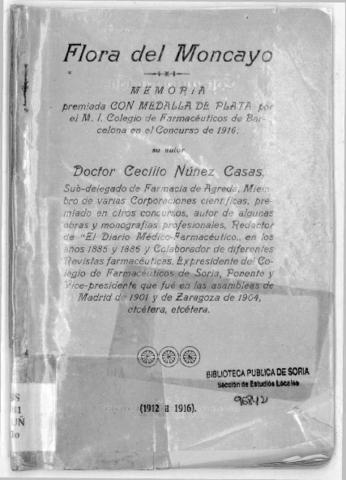 Flora del Moncayo
MEMORIA
premiada CON MEDALLA DE PLATA por
el M. I. Colegio de Farmacéuticos de Bar-
celona en el Concurso de 1916,
su autor
Doctor Cecilio Núñez Casas,
Sub-delegado de Farmacia de Agreda, Miem-
bro de varias Corporaciones científicas, pre-
miado en otros concursos, autor de algunas
obras y monografías profesionales, Redactor
de "El Diario Médico-Farmacéutico, en los
años 1885 y 1886 y Colaborador de diferentes
Revistas farmacéuticas, Expresidente del Co-
legio de Farmacéuticos de Soria, Ponente y
Vice-presidente que fué en las asambleas de
Madrid de 1901 y de Zaragoza de 1904,
etcétera, etcétera.
BIBLIOTECA PUBLICA DE SORIA
Sección de Estudios Locales
(1912 a 1916).